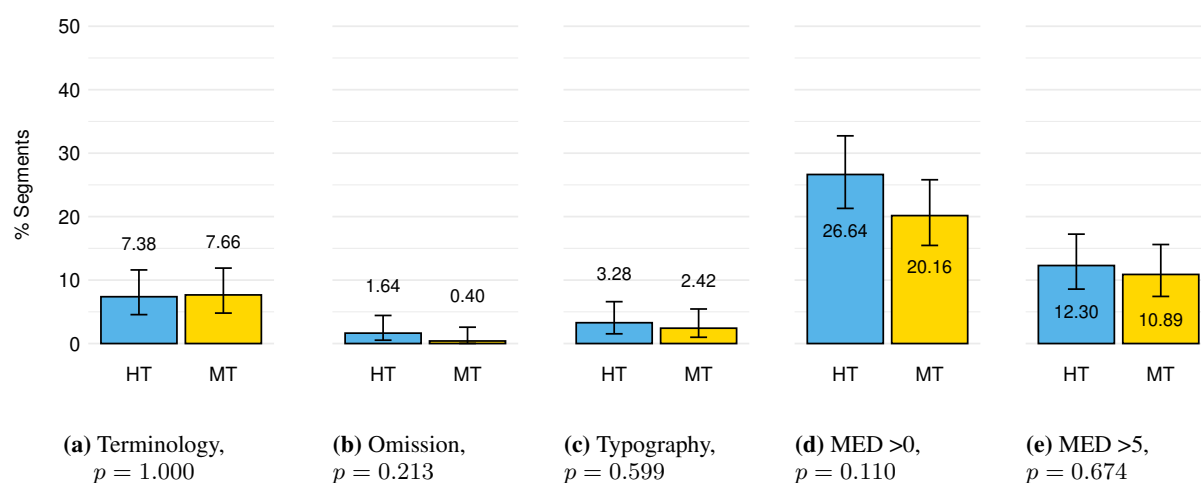 50
40
30
20
10
0
% Segments
7.38 7.66
1.64 0.40
3.28 2.42
26.64 20.16
12.30 10.89
HT MT HT MT HT MT HT MT HT MT
(a) Terminology,
p = 1.000
(b) Omission,
p = 0.213
(c) Typography,
p = 0.599
(d) MED >0,
p = 0.110
(e) MED >5,
p = 0.674